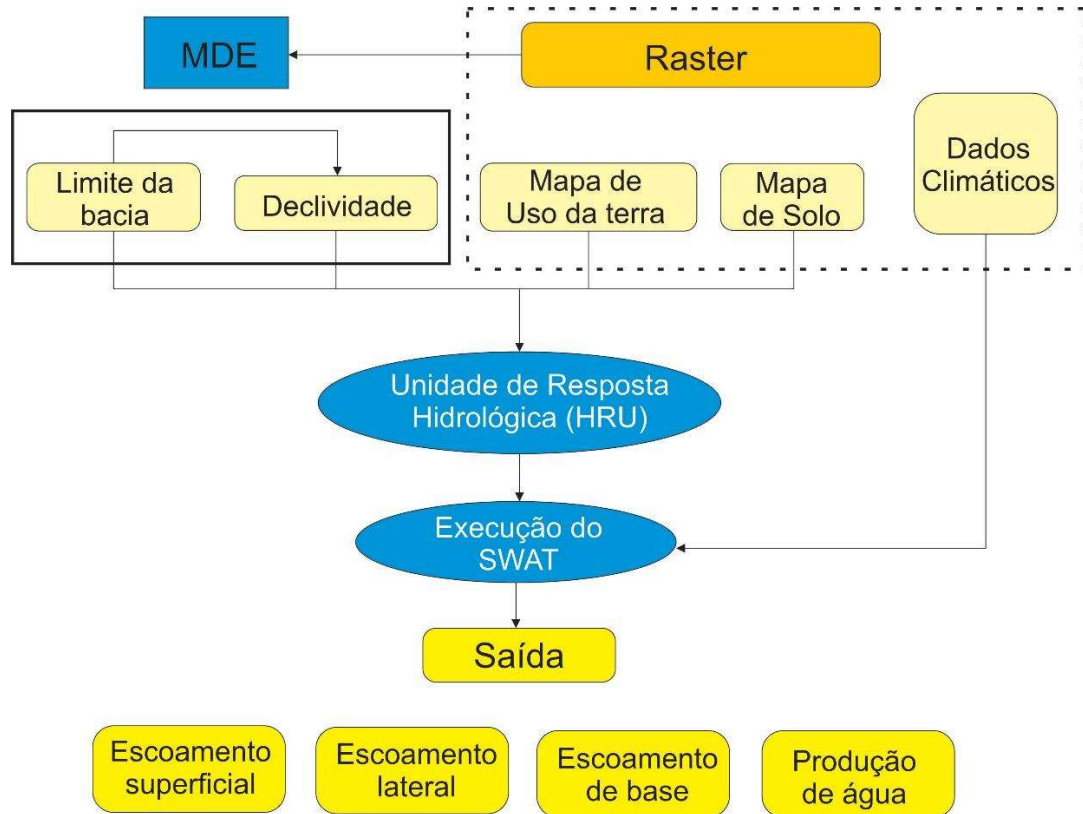 MDE
Raster
Limite da
bacia
Declividade
Mapa de
Uso da terra
Mapa
de Solo
Dados
Climáticos
Unidade de Resposta
Hidrológica (HRU)
Execução do
SWAT
Saída
Escoamento
superficial
Escoamento
lateral
Escoamento
de base
Produção
de água